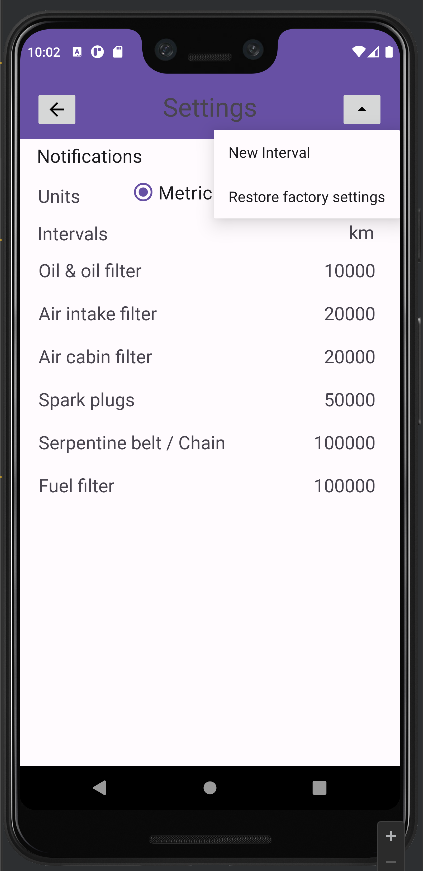 10:02
Settings
Notifications
New Interval
Units
Metric
Restore factory settings
Intervals
km
Oil & oil filter
10000
Air intake filter
20000
Air cabin filter
20000
Spark plugs
50000
Serpentine belt / Chain
100000
Fuel filter
100000